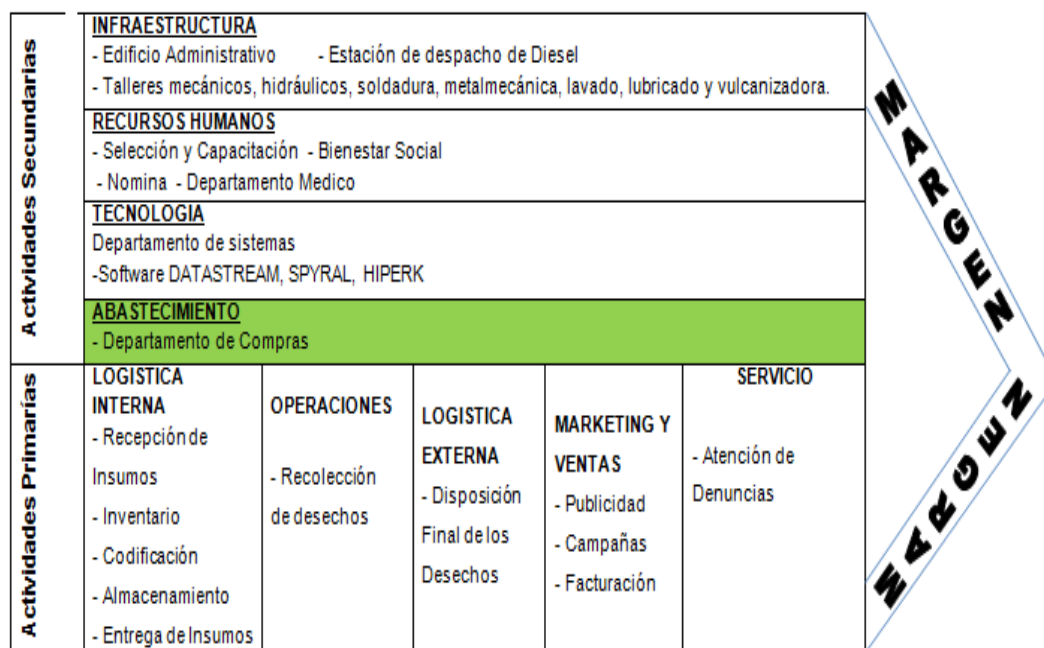 Actividades Secundarias
INFRAESTRUCTURA
- Edificio Administrativo - Estación de despacho de Diesel
- Talleres mecánicos, hidráulicos, soldadura, metalmecánica, lavado, lubricado y vulcanizadora.
RECURSOS HUMANOS
- Selección y Capacitación - Bienestar Social
- Nomina - Departamento Medico
TECNOLOGIA
Departamento de sistemas
-Software DATASTREAM, SPYRAL, HIPERK
ABASTECIMIENTO
- Departamento de Compras
Actividades Primarías
LOGISTICA
INTERNA
- Recepción de
Insumos
- Inventario
- Codificación
- Almacenamiento
- Entrega de Insumos
OPERACIONES
- Recolección
de desechos
LOGISTICA
EXTERNA
- Disposición
Final de los
Desechos
MARKETING Y
VENTAS
- Publicidad
- Campañas
- Facturación
SERVICIO
- Atención de
Denuncias
MARGEN
MARGEN